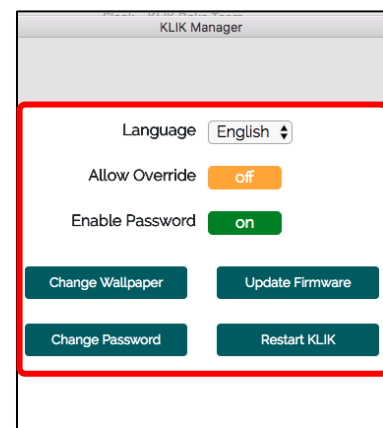 KLIK Manager
Language English
Allow Override off
Enable Password on
Change Wallpaper Update Firmware
Change Password Restart KLIK